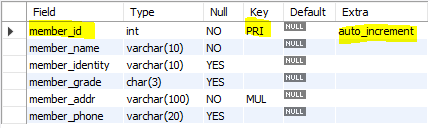 Field Type Null Key Default Extra
member_id int NO PRI NULL auto_increment
member_name varchar(10) NO NULL
member_identity varchar(10) YES NULL
member_grade char(3) YES NULL
member_addr varchar(100) NO MUL NULL
member_phone varchar(20) YES NULL